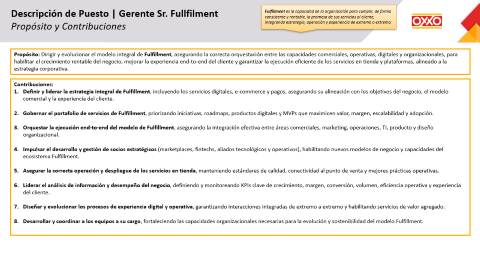 Descripción de Puesto | Gerente Sr. Fullfilment
Propósito y Contribuciones
Fulfilment es la capacidad de la organización para cumplir, de forma
consistente y rentable, la promesa de sus servicios al cliente,
integrando estrategia, operación y experiencia de extremo a extremo.
OXXO
Propósito: Dirigir y evolucionar el modelo integral de Fulfillment, asegurando la correcta orquestación entre las capacidades comerciales, operativas, digitales y organizacionales, para
habilitar el crecimiento rentable del negocio, mejorar la experiencia end-to-end del cliente y garantizar la ejecución eficiente de los servicios en tienda y plataformas, alineado a la
estrategia corporativa.
Contribuciones:
1. Definir y liderar la estrategia integral de Fulfillment, incluyendo los servicios digitales, e-commerce y pagos, asegurando su alineación con los objetivos del negocio, el modelo
comercial y la experiencia del cliente.
2. Gobernar el portafolio de servicios de Fulfillment, priorizando iniciativas, roadmaps, productos digitales y MVPs que maximicen valor, margen, escalabilidad y adopción.
3. Orquestar la ejecución end-to-end del modelo de Fulfillment, asegurando la integración efectiva entre áreas comerciales, marketing, operaciones, TI, producto y diseño
organizacional.
4. Impulsar el desarrollo y gestión de socios estratégicos (marketplaces, fintechs, aliados tecnológicos y operativos), habilitando nuevos modelos de negocio y capacidades del
ecosistema Fulfillment.
5. Asegurar la correcta operación y despliegue de los servicios en tienda, manteniendo estándares de calidad, conectividad al punto de venta y mejores prácticas operativas.
6. Liderar el análisis de información y desempeño del negocio, definiendo y monitoreando KPIs clave de crecimiento, margen, conversión, volumen, eficiencia operativa y experiencia
del cliente.
7. Diseñar y evolucionar los procesos de experiencia digital y operativa, garantizando interacciones integradas de extremo a extremo y habilitando servicios de valor agregado.
8. Desarrollar y coordinar a los equipos a su cargo, fortaleciendo las capacidades organizacionales necesarias para la evolución y sostenibilidad del modelo Fulfillment.